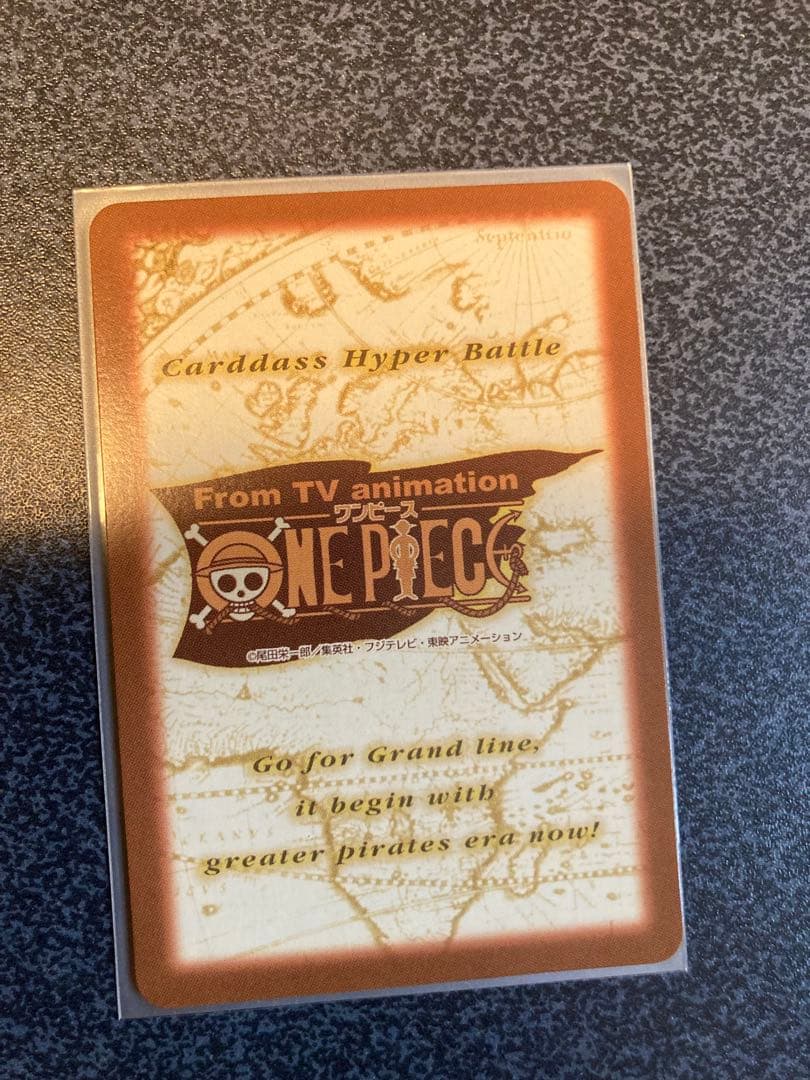 Septentrio
Carddass Hyper Battle
From TV animation
ワンピース
ONE PIECE
©尾田栄一郎／集英社・フジテレビ・東映アニメーション
Go for Grand line,
it begin with
greater pirates era now!